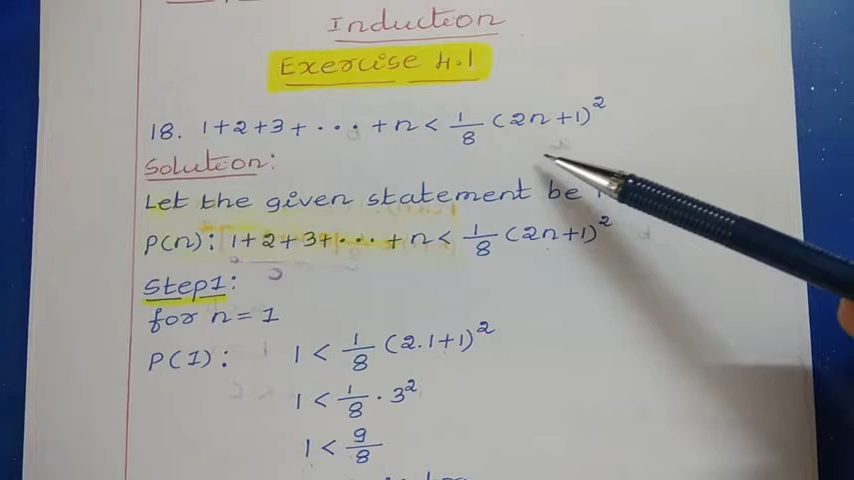 Induction
Exercise 4.1
18. 1+2+3+ ... +n < 1/8 (2n+1)²
Solution:
Let the given statement be
P(n): 1+2+3+ ... + n < 1/8 (2n+1)²
Step1:
for n = 1
P(1): 1 < 1/8 (2.1+1)²
1 < 1/8 · 3²
1 < 9/8